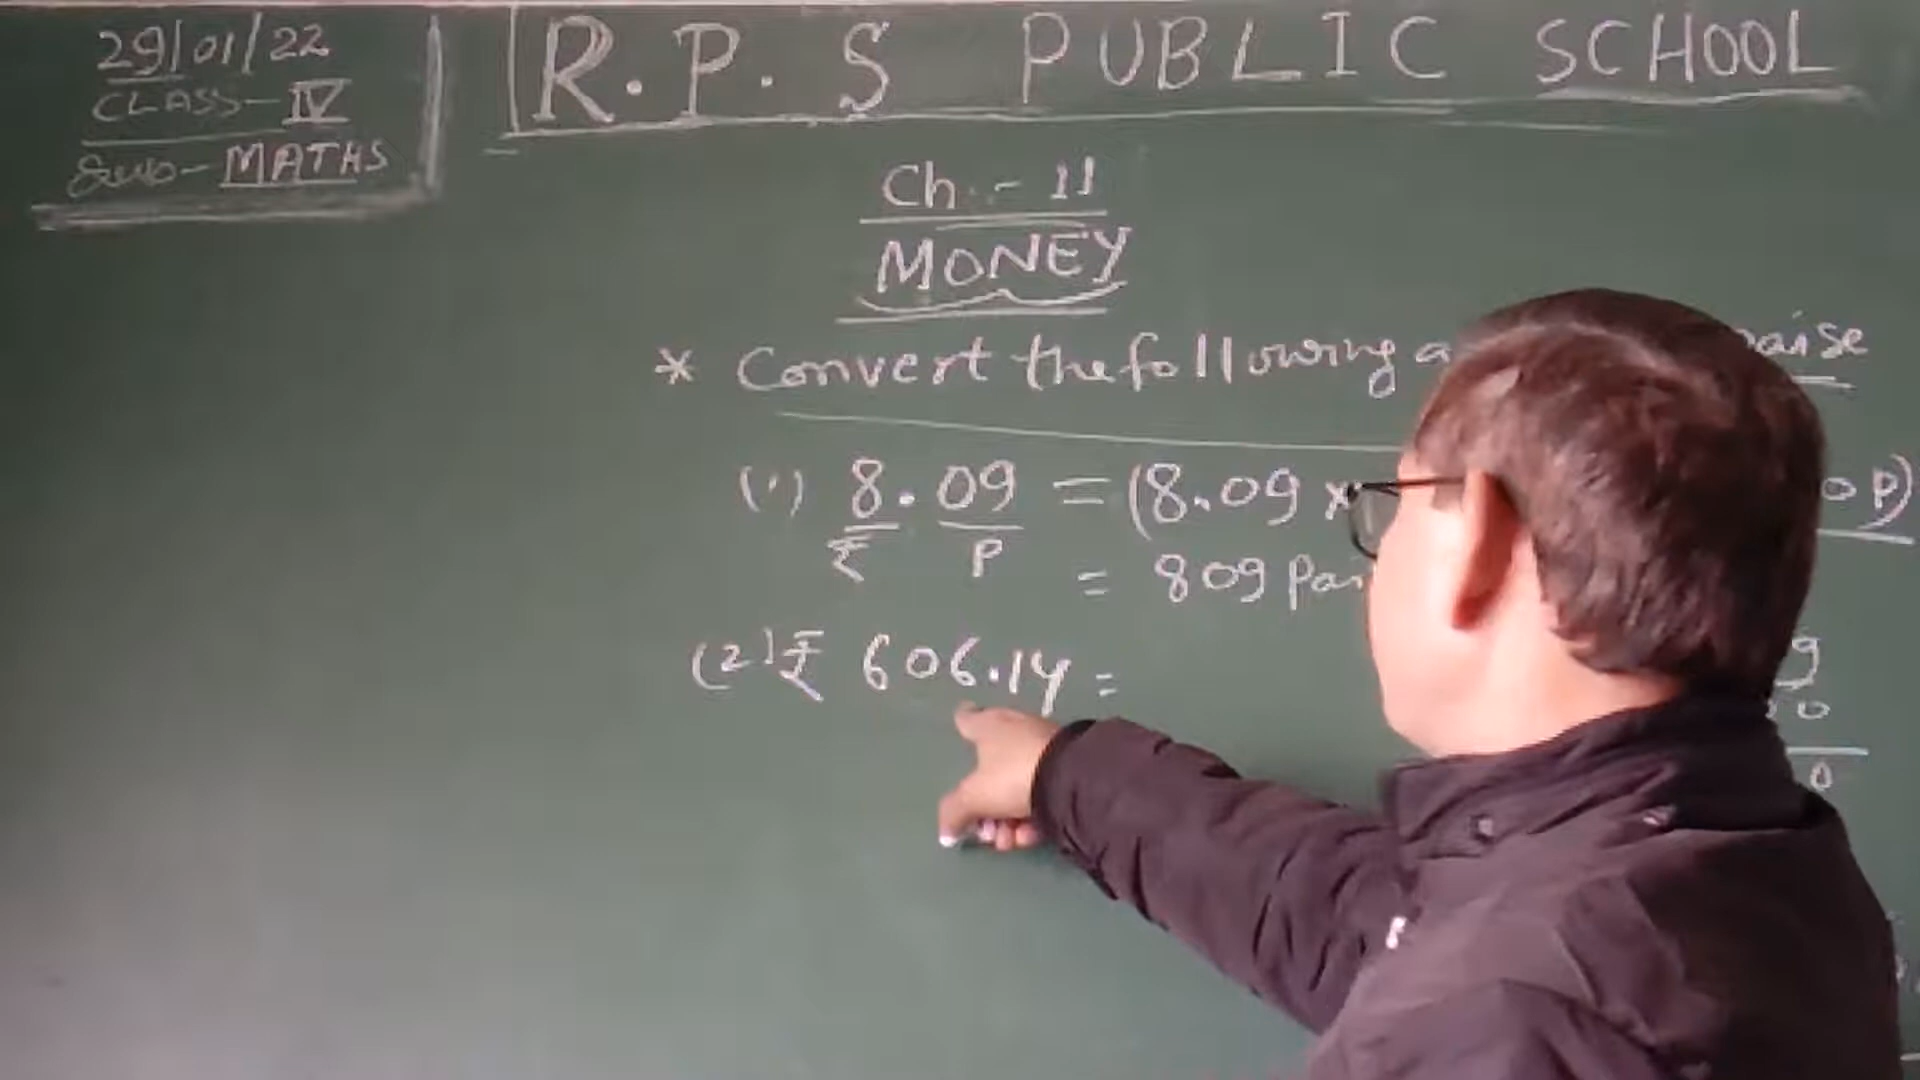 29/01/22
CLASS- IV
Sub- MATHS
R.P.S PUBLIC SCHOOL
Ch.- 11
MONEY
* Convert the following
(1) 8.09 = (8.09 x
₹ P
= 809
(2) ₹ 606.14 =